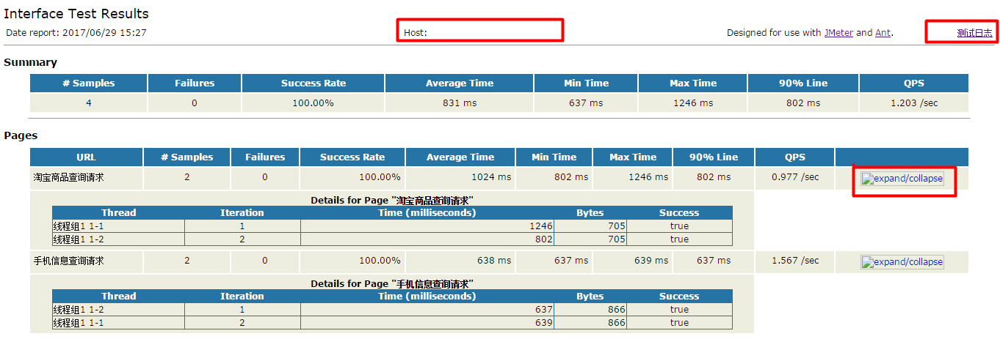 Interface Test Results
Date report: 2017/06/29 15:27 Host: Designed for use with JMeter and Ant. 测试日志
Summary
# Samples Failures Success Rate Average Time Min Time Max Time 90% Line QPS
4 0 100.00% 831 ms 637 ms 1246 ms 802 ms 1.203 /sec
Pages
URL # Samples Failures Success Rate Average Time Min Time Max Time 90% Line QPS
淘宝商品查询请求 2 0 100.00% 1024 ms 802 ms 1246 ms 802 ms 0.977 /sec expand/collapse
Details for Page "淘宝商品查询请求"
Thread Iteration Time (milliseconds) Bytes Success
线程组1 1-1 1 1246 705 true
线程组1 1-2 2 802 705 true
手机信息查询请求 2 0 100.00% 638 ms 637 ms 639 ms 637 ms 1.567 /sec expand/collapse
Details for Page "手机信息查询请求"
Thread Iteration Time (milliseconds) Bytes Success
线程组1 1-2 1 637 866 true
线程组1 1-1 2 639 866 true